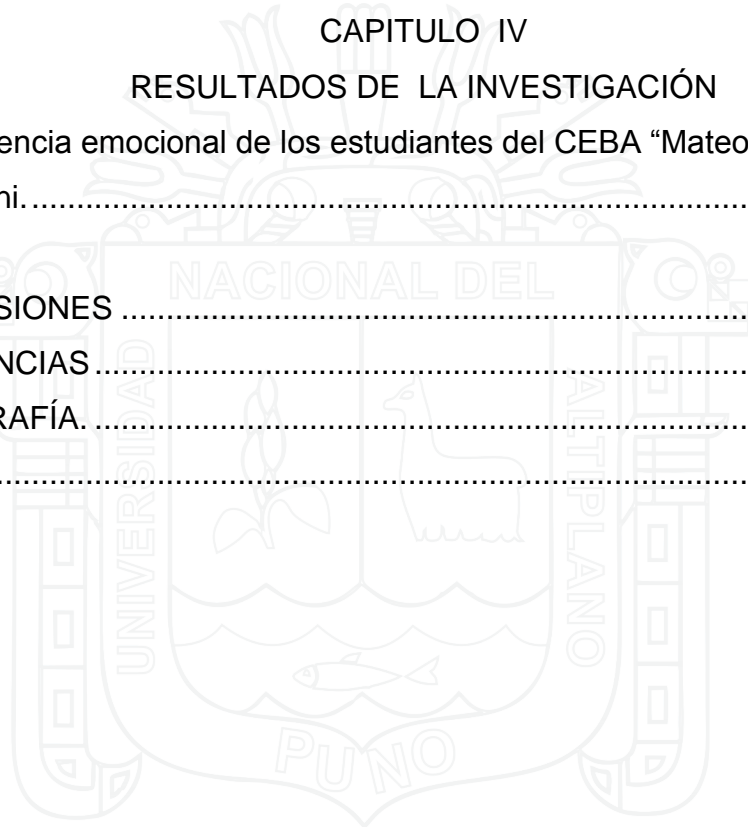 CAPITULO IV
RESULTADOS DE LA INVESTIGACIÓN
encia emocional de los estudiantes del CEBA “Mateo
ni. ........................................................................................
SIONES ......................................................................
NCIAS .........................................................................
RAFÍA. .........................................................................
....................................................................................
NACIONAL DEL
UNIVERSIDAD
ALTIPLANO
PUNO